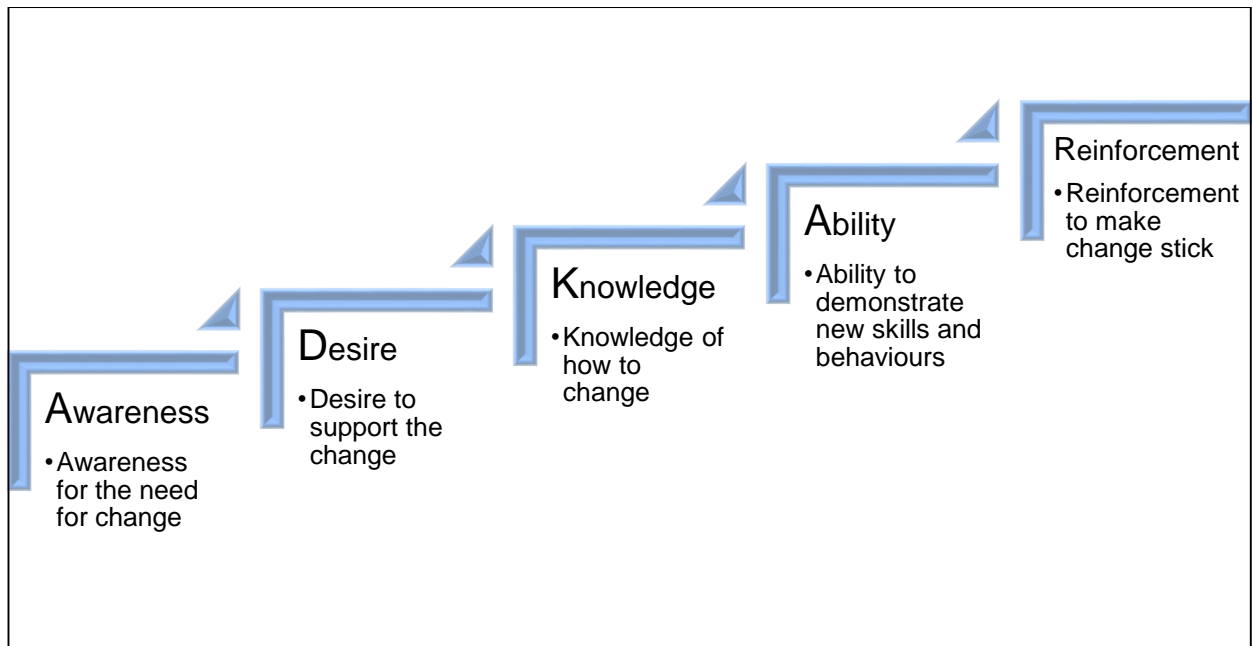 Awareness
•Awareness
for the need
for change
Desire
•Desire to
support the
change
Knowledge
•Knowledge of
how to
change
Ability
•Ability to
demonstrate
new skills and
behaviours
Reinforcement
•Reinforcement
to make
change stick